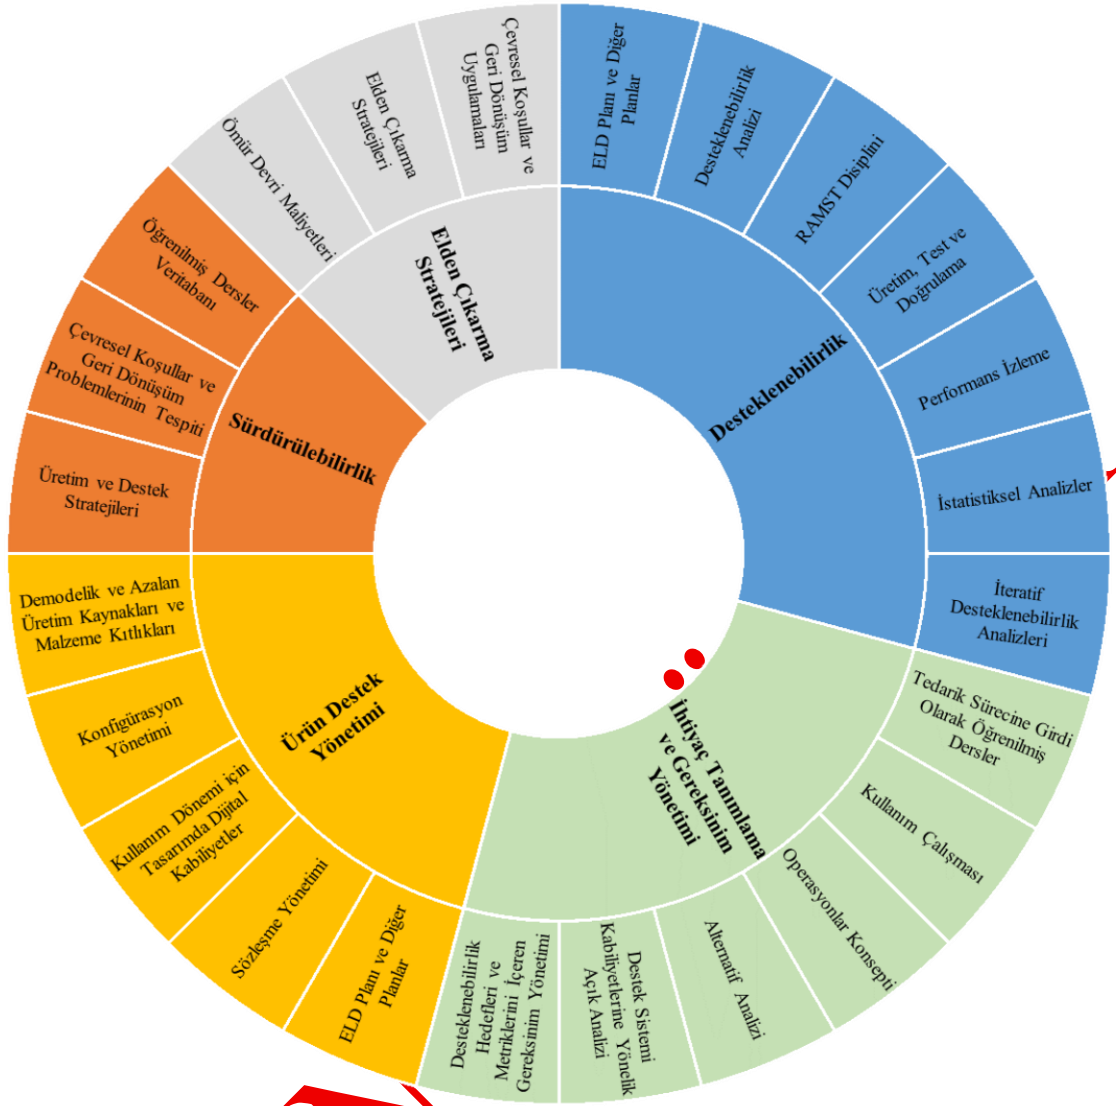 Desteklenebilirlik
ELD Planı ve Diğer
Planlar
Desteklenebilirlik
Analizi
RAMST Disiplini
Üretim, Test ve
Doğrulama
Performans İzleme
İstatistiksel Analizler
İteratif
Desteklenebilirlik
Analizleri
İhtiyaç Tanımlama
ve Gereksinim
Yönetimi
Tedarik Sürecine Girdi
Olarak Öğrenilmiş
Dersler
Kullanım Çalışması
Operasyonlar Konsepti
Alternatif Analizi
Destek Sistemi
Kabiliyetlerine Yönelik
Açık Analizi
Desteklenebilirlik
Hedefleri ve
Metriklerini İçeren
Gereksinim Yönetimi
Ürün Destek
Yönetimi
ELD Planı ve Diğer
Planlar
Sözleşme Yönetimi
Kullanım Dönemi için
Tasarımda Dijital
Kabiliyetler
Konfigürasyon
Yönetimi
Demodelik ve Azalan
Üretim Kaynakları ve
Malzeme Kıtlıkları
Sürdürülebilirlik
Üretim ve Destek
Stratejileri
Çevresel Koşullar ve
Geri Dönüşüm
Problemlerinin Tespiti
Öğrenilmiş Dersler
Veritabanı
Elden Çıkarma
Stratejileri
Ömür Devri Maliyetleri
Elden Çıkarma
Stratejileri
Çevresel Koşullar ve
Geri Dönüşüm
Uygulamaları